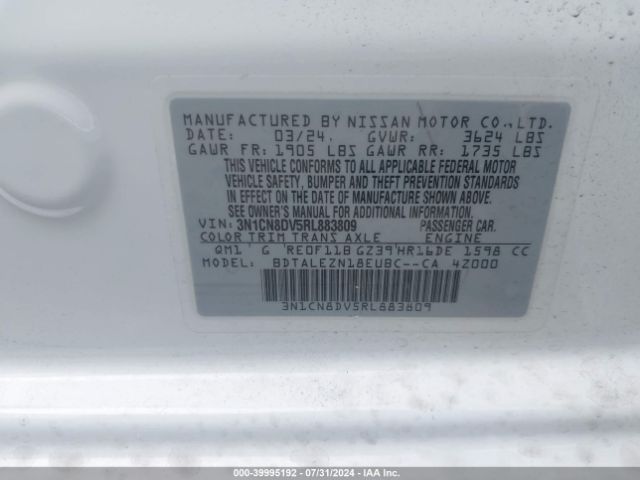 MANUFACTURED BY NISSAN MOTOR CO.,LTD.
DATE: 03/24. GVWR: 3624 LBS
GAWR FR: 1905 LBS GAWR RR: 1735 LBS
THIS VEHICLE CONFORMS TO ALL APPLICABLE FEDERAL MOTOR
VEHICLE SAFETY, BUMPER AND THEFT PREVENTION STANDARDS
IN EFFECT ON THE DATE OF MANUFACTURE SHOWN ABOVE.
SEE OWNER'S MANUAL FOR ADDITIONAL INFORMATION.
VIN: 3N1CN8DV5RL883809 PASSENGER CAR.
COLOR TRIM TRANS AXLE ENGINE
QM1 G RE0F11B GZ39 HR16DE 1598 CC
MODEL: BDTALEZN18EUBC--CA 4Z000
3N1CN8DV5RL883809
000-39995192 - 07/31/2024 - IAA Inc.